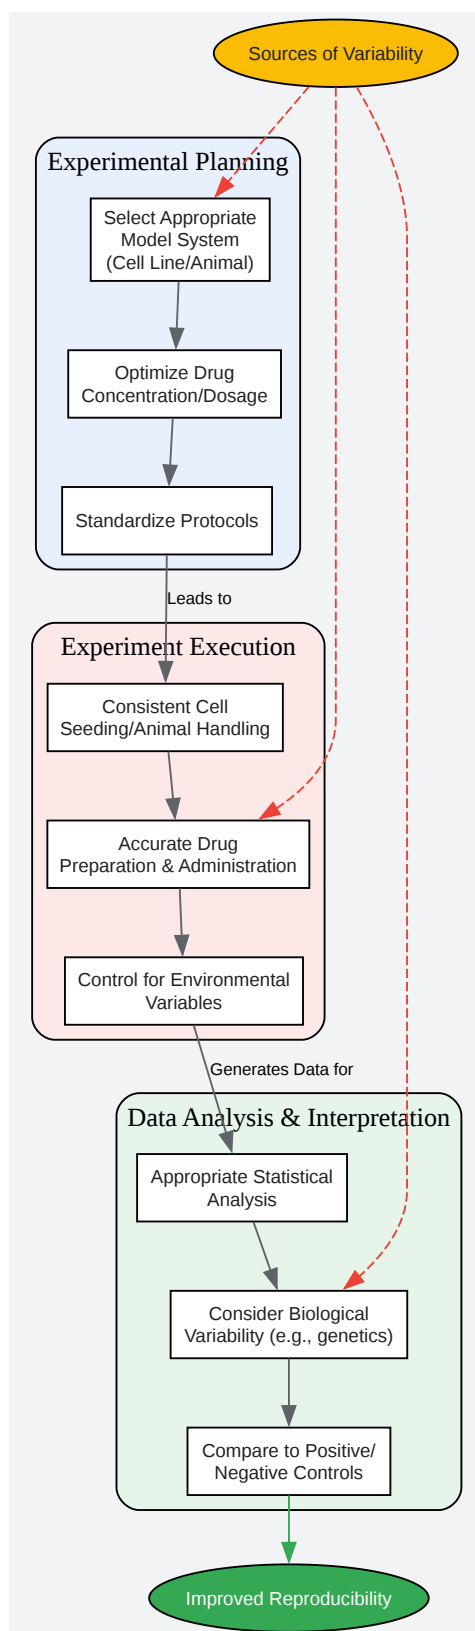 Sources of Variability
Experimental Planning
Select Appropriate
Model System
(Cell Line/Animal)
Optimize Drug
Concentration/Dosage
Standardize Protocols
Leads to
Experiment Execution
Consistent Cell
Seeding/Animal Handling
Accurate Drug
Preparation & Administration
Control for Environmental
Variables
Generates Data for
Data Analysis & Interpretation
Appropriate Statistical
Analysis
Consider Biological
Variability (e.g., genetics)
Compare to Positive/
Negative Controls
Improved Reproducibility